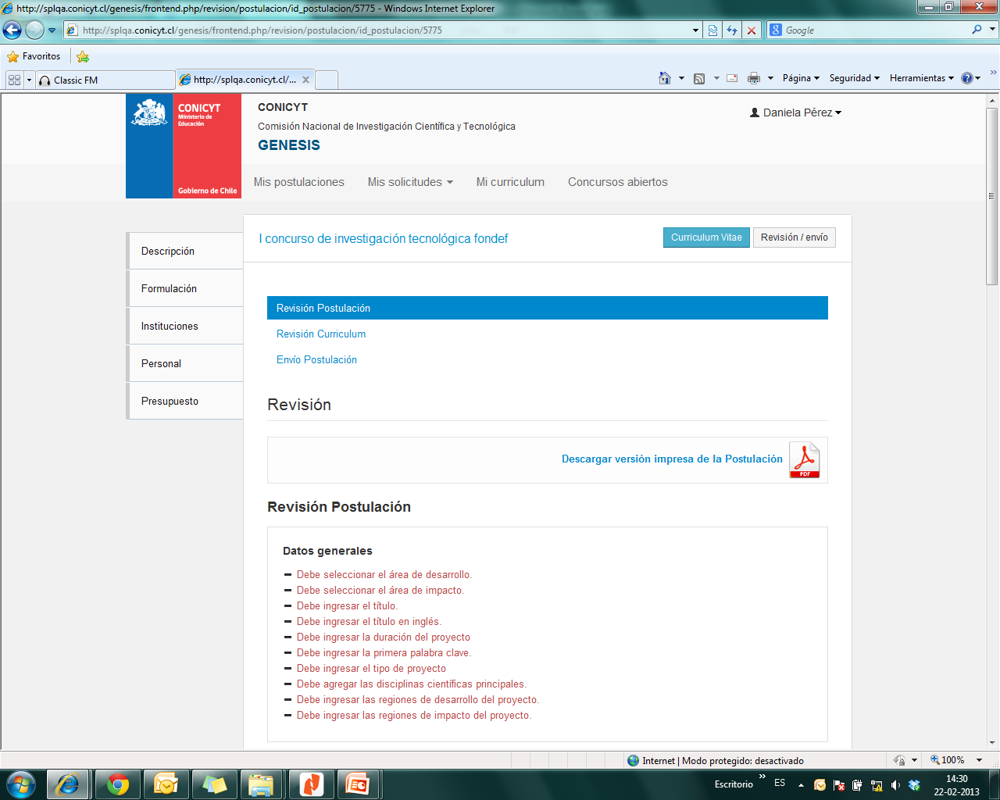 http://splqa.conicyt.cl/genesis/frontend.php/revision/postulacion/id_postulacion/5775 - Windows Internet Explorer
http://splqa.conicyt.cl/genesis/frontend.php/revision/postulacion/id_postulacion/5775
Google
Favoritos
Classic FM
http://splqa.conicyt.cl/...
Página
Seguridad
Herramientas
CONICYT
Ministerio de
Educación
Gobierno de Chile
CONICYT
Comisión Nacional de Investigación Científica y Tecnológica
GENESIS
Daniela Pérez
Mis postulaciones
Mis solicitudes
Mi curriculum
Concursos abiertos
Descripción
Formulación
Instituciones
Personal
Presupuesto
I concurso de investigación tecnológica fondef
Curriculum Vitae
Revisión / envío
Revisión Postulación
Revisión Curriculum
Envío Postulación
Revisión
Descargar versión impresa de la Postulación
PDF
Revisión Postulación
Datos generales
Debe seleccionar el área de desarrollo.
Debe seleccionar el área de impacto.
Debe ingresar el título.
Debe ingresar el título en inglés.
Debe ingresar la duración del proyecto
Debe ingresar la primera palabra clave.
Debe ingresar el tipo de proyecto
Debe agregar las disciplinas científicas principales.
Debe ingresar las regiones de desarrollo del proyecto.
Debe ingresar las regiones de impacto del proyecto.
Internet | Modo protegido: desactivado
100%
Escritorio
ES
14:30
22-02-2013